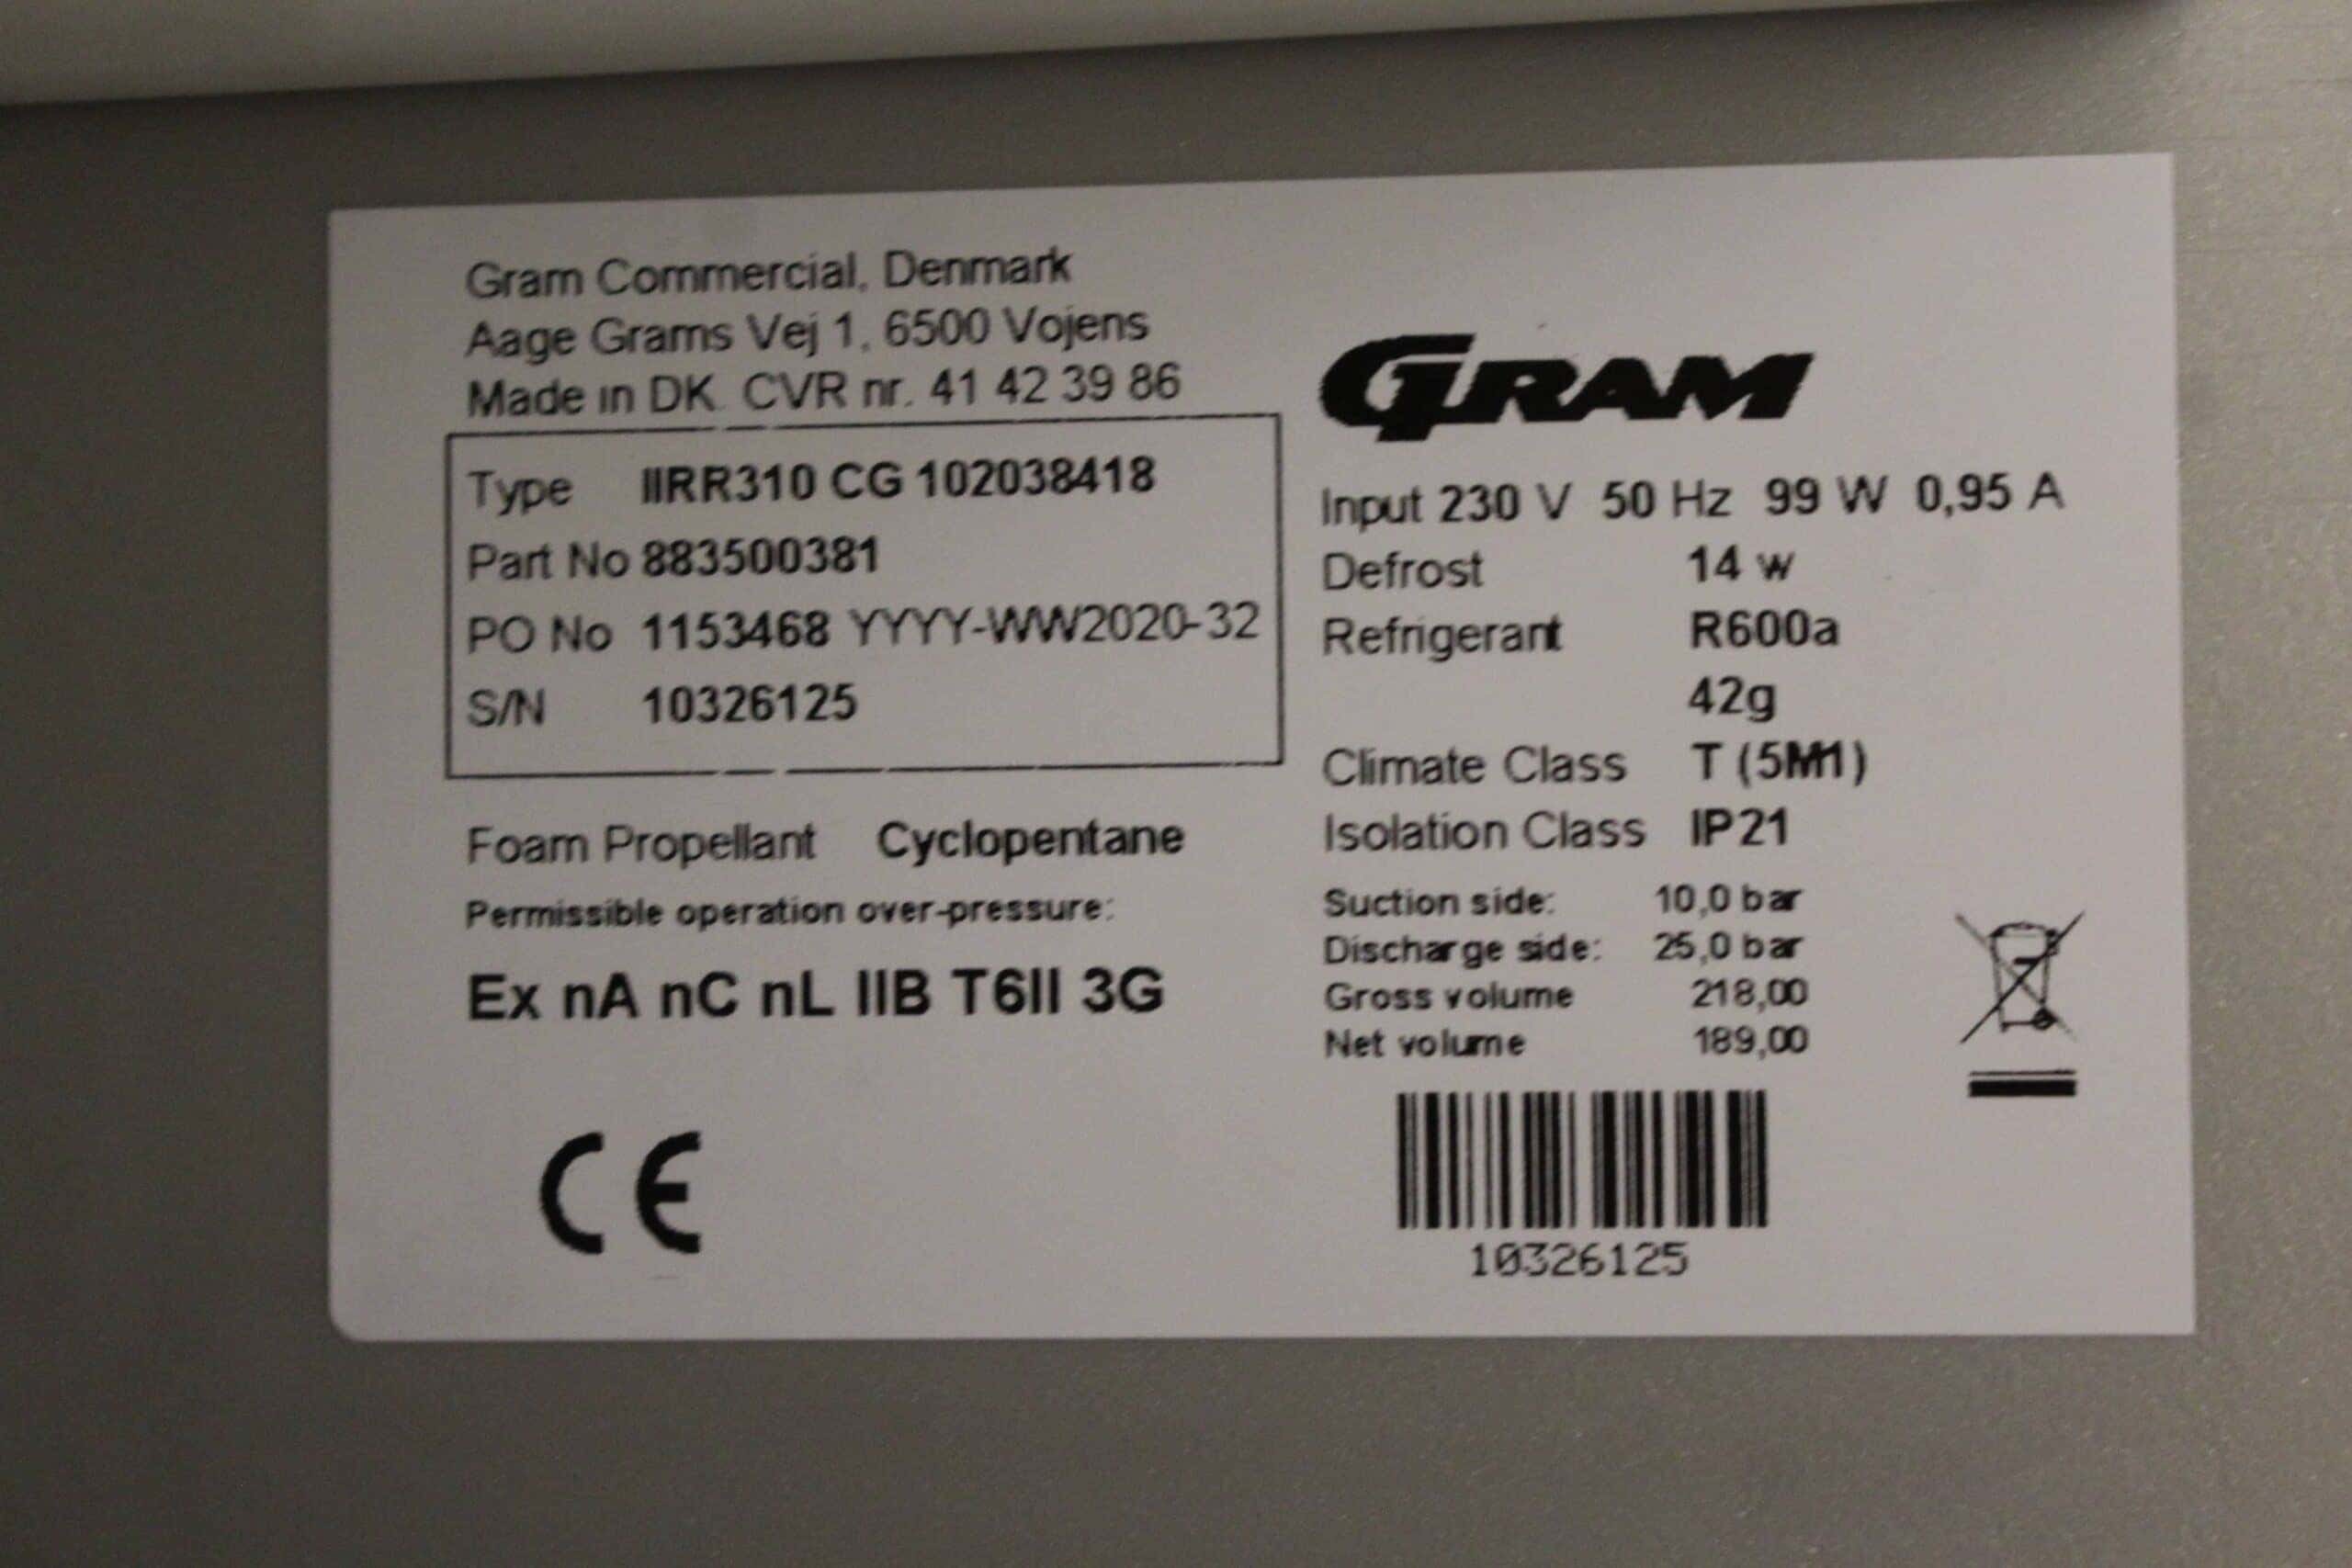 Gram Commercial, Denmark
Aage Grams Vej 1, 6500 Vojens
Made in DK. CVR nr. 41 42 39 86
Type IIRR310 CG 102038418
Part No 883500381
PO No 1153468 YYYY-WW2020-32
S/N 10326125
Foam Propellant Cyclopentane
Permissible operation over-pressure:
Ex nA nC nL IIB T6II 3G
CE
GRAM
Input 230 V 50 Hz 99 W 0,95 A
Defrost 14 w
Refrigerant R600a
42g
Climate Class T (5M1)
Isolation Class IP21
Suction side: 10,0 bar
Discharge side: 25,0 bar
Gross volume 218,00
Net volume 189,00
10326125